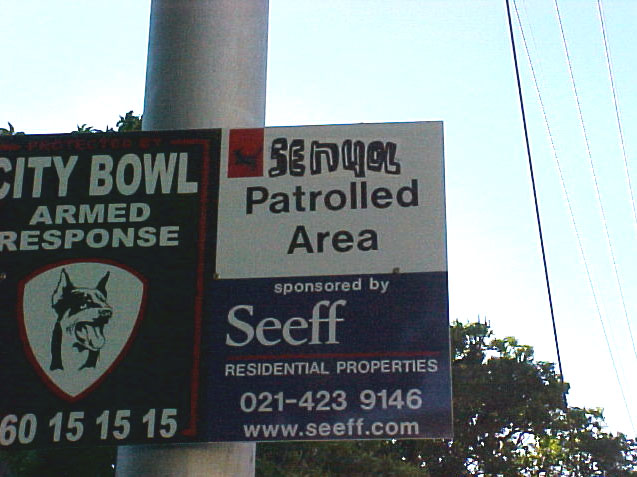 PROTECTED BY
CITY BOWL
ARMED
RESPONSE
60 15 15 15
Patrolled
Area
sponsored by
Seeff
RESIDENTIAL PROPERTIES
021-423 9146
www.seeff.com